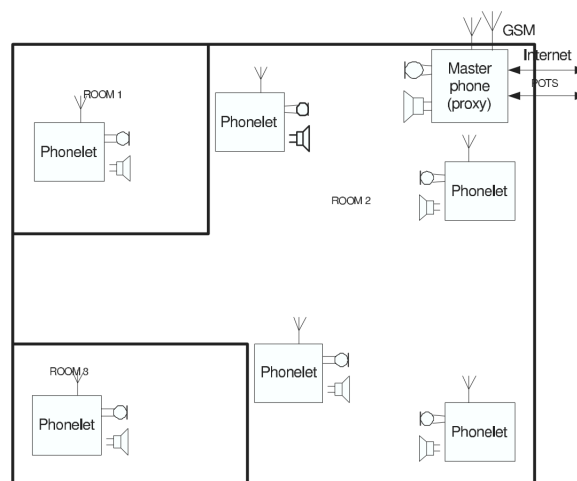 GSM
Internet
Master
phone
(proxy)
POTS
ROOM 1
Phonelet
Phonelet
Phonelet
ROOM 2
Phonelet
ROOM 3
Phonelet
Phonelet